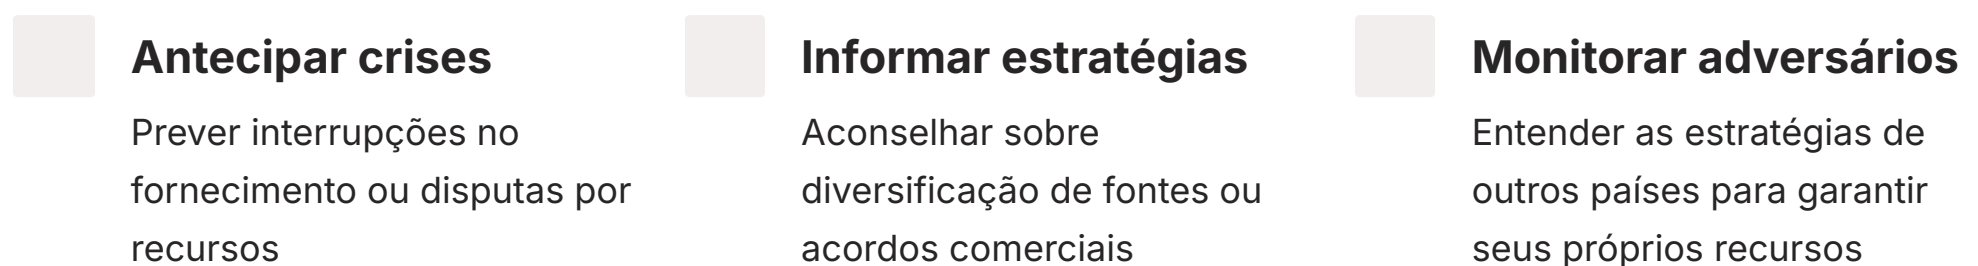 Antecipar crises
Prever interrupções no
fornecimento ou disputas por
recursos
Informar estratégias
Aconselhar sobre
diversificação de fontes ou
acordos comerciais
Monitorar adversários
Entender as estratégias de
outros países para garantir
seus próprios recursos